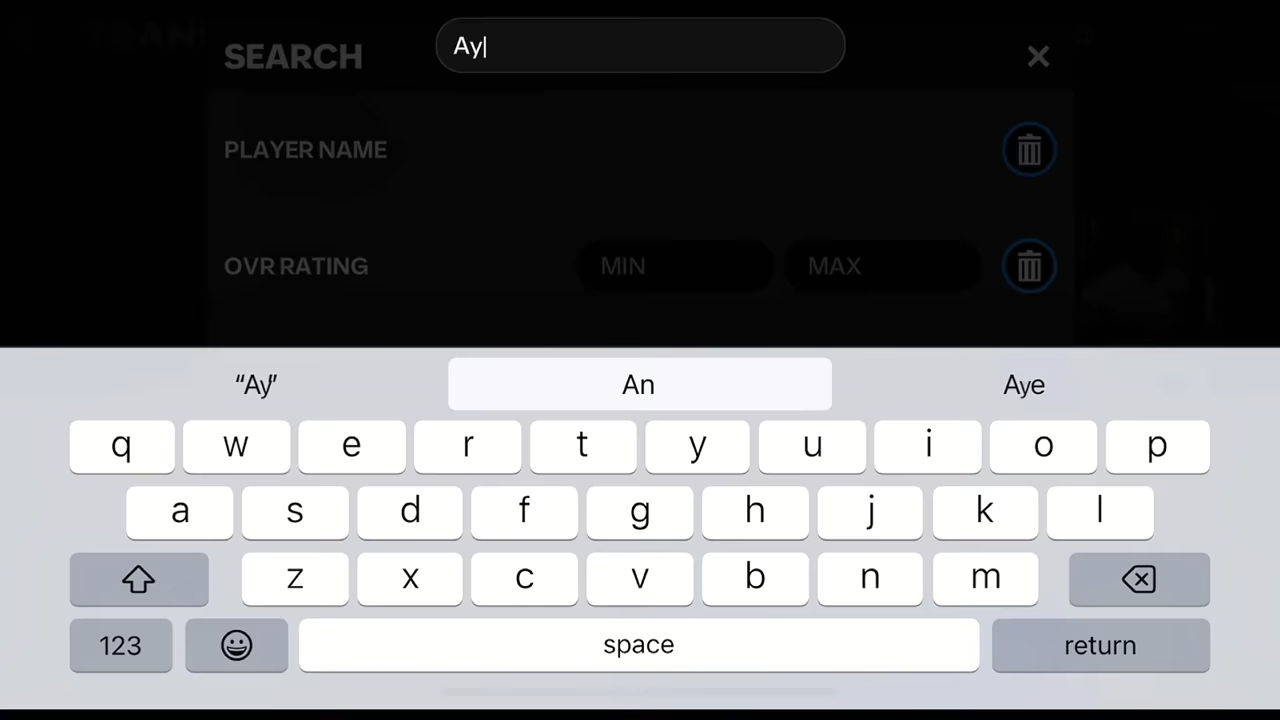 Ay
SEARCH
PLAYER NAME
OVR RATING MIN MAX
“Ay” An Aye
q w e r t y u i o p
a s d f g h j k l
z x c v b n m
123 space return